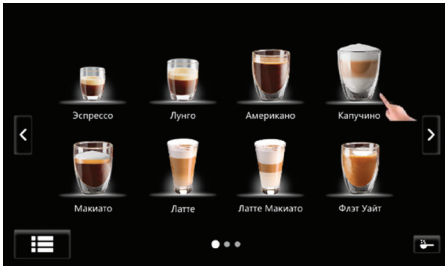 Эспрессо
Лунго
Американо
Капучино
Макиато
Латте
Латте Макиато
Флэт Уайт